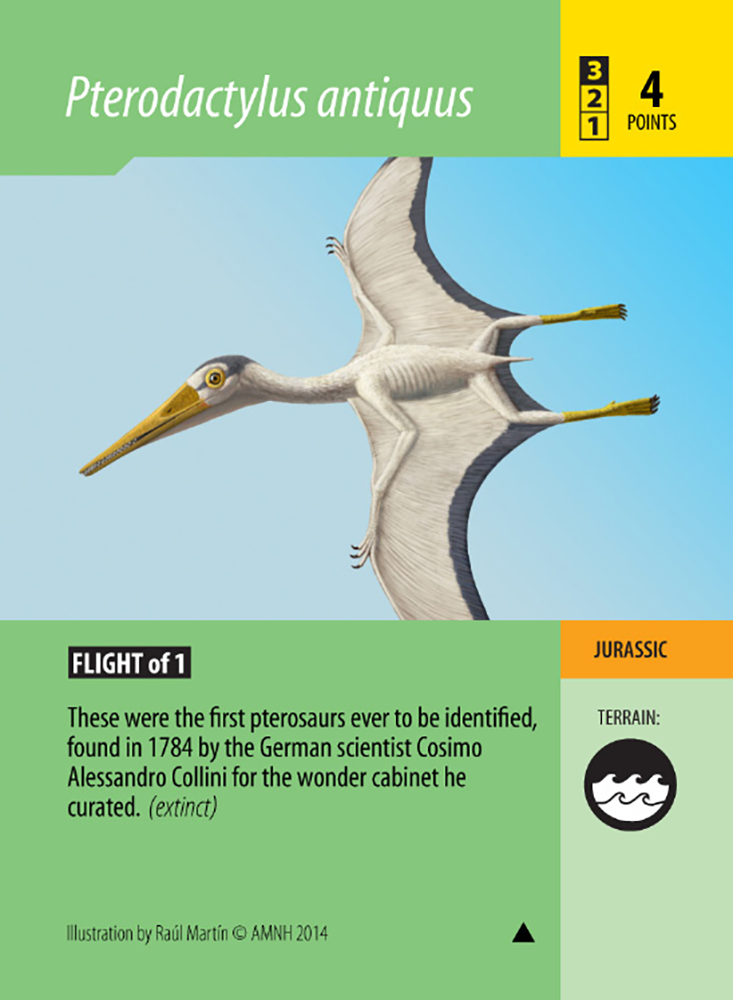 Pterodactylus antiquus
3
2
1
4
POINTS
FLIGHT of 1
These were the first pterosaurs ever to be identified,
found in 1784 by the German scientist Cosimo
Alessandro Collini for the wonder cabinet he
curated. (extinct)
Illustration by Raúl Martín © AMNH 2014
JURASSIC
TERRAIN: